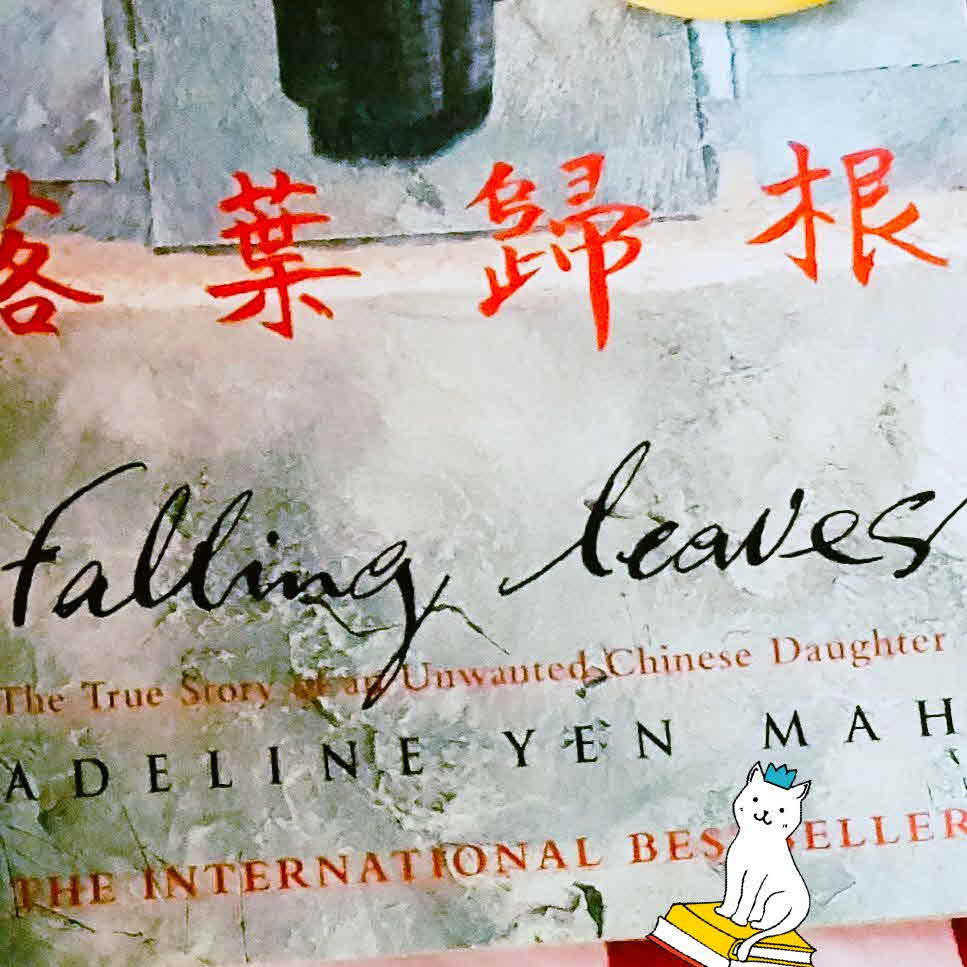 落葉歸根
falling leaves
The True Story of an Unwanted Chinese Daughter
ADELINE YEN MAH
THE INTERNATIONAL BESTSELLER